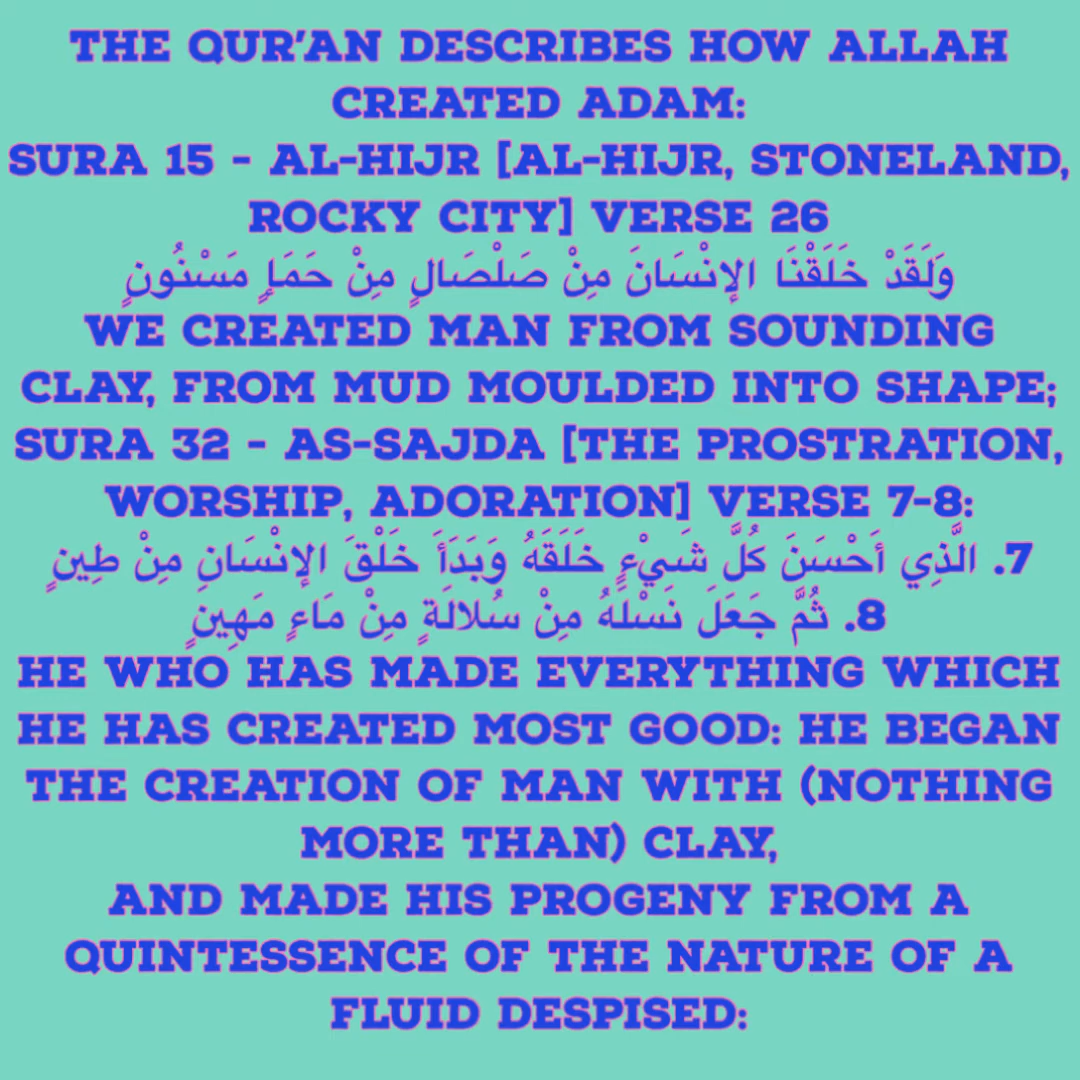 THE QUR'AN DESCRIBES HOW ALLAH
CREATED ADAM:
SURA 15 - AL-HIJR [AL-HIJR, STONELAND,
ROCKY CITY] VERSE 26
وَلَقَدْ خَلَقْنَا الإِنْسَانَ مِنْ صَلْصَالٍ مِنْ حَمَإٍ مَسْنُونٍ
WE CREATED MAN FROM SOUNDING
CLAY, FROM MUD MOULDED INTO SHAPE;
SURA 32 - AS-SAJDA [THE PROSTRATION,
WORSHIP, ADORATION] VERSE 7-8:
7. الَّذِي أَحْسَنَ كُلَّ شَيْءٍ خَلَقَهُ وَبَدَأَ خَلْقَ الإِنْسَانِ مِنْ طِينٍ
8. ثُمَّ جَعَلَ نَسْلَهُ مِنْ سُلالَةٍ مِنْ مَاءٍ مَهِينٍ
HE WHO HAS MADE EVERYTHING WHICH
HE HAS CREATED MOST GOOD: HE BEGAN
THE CREATION OF MAN WITH (NOTHING
MORE THAN) CLAY,
AND MADE HIS PROGENY FROM A
QUINTESSENCE OF THE NATURE OF A
FLUID DESPISED: